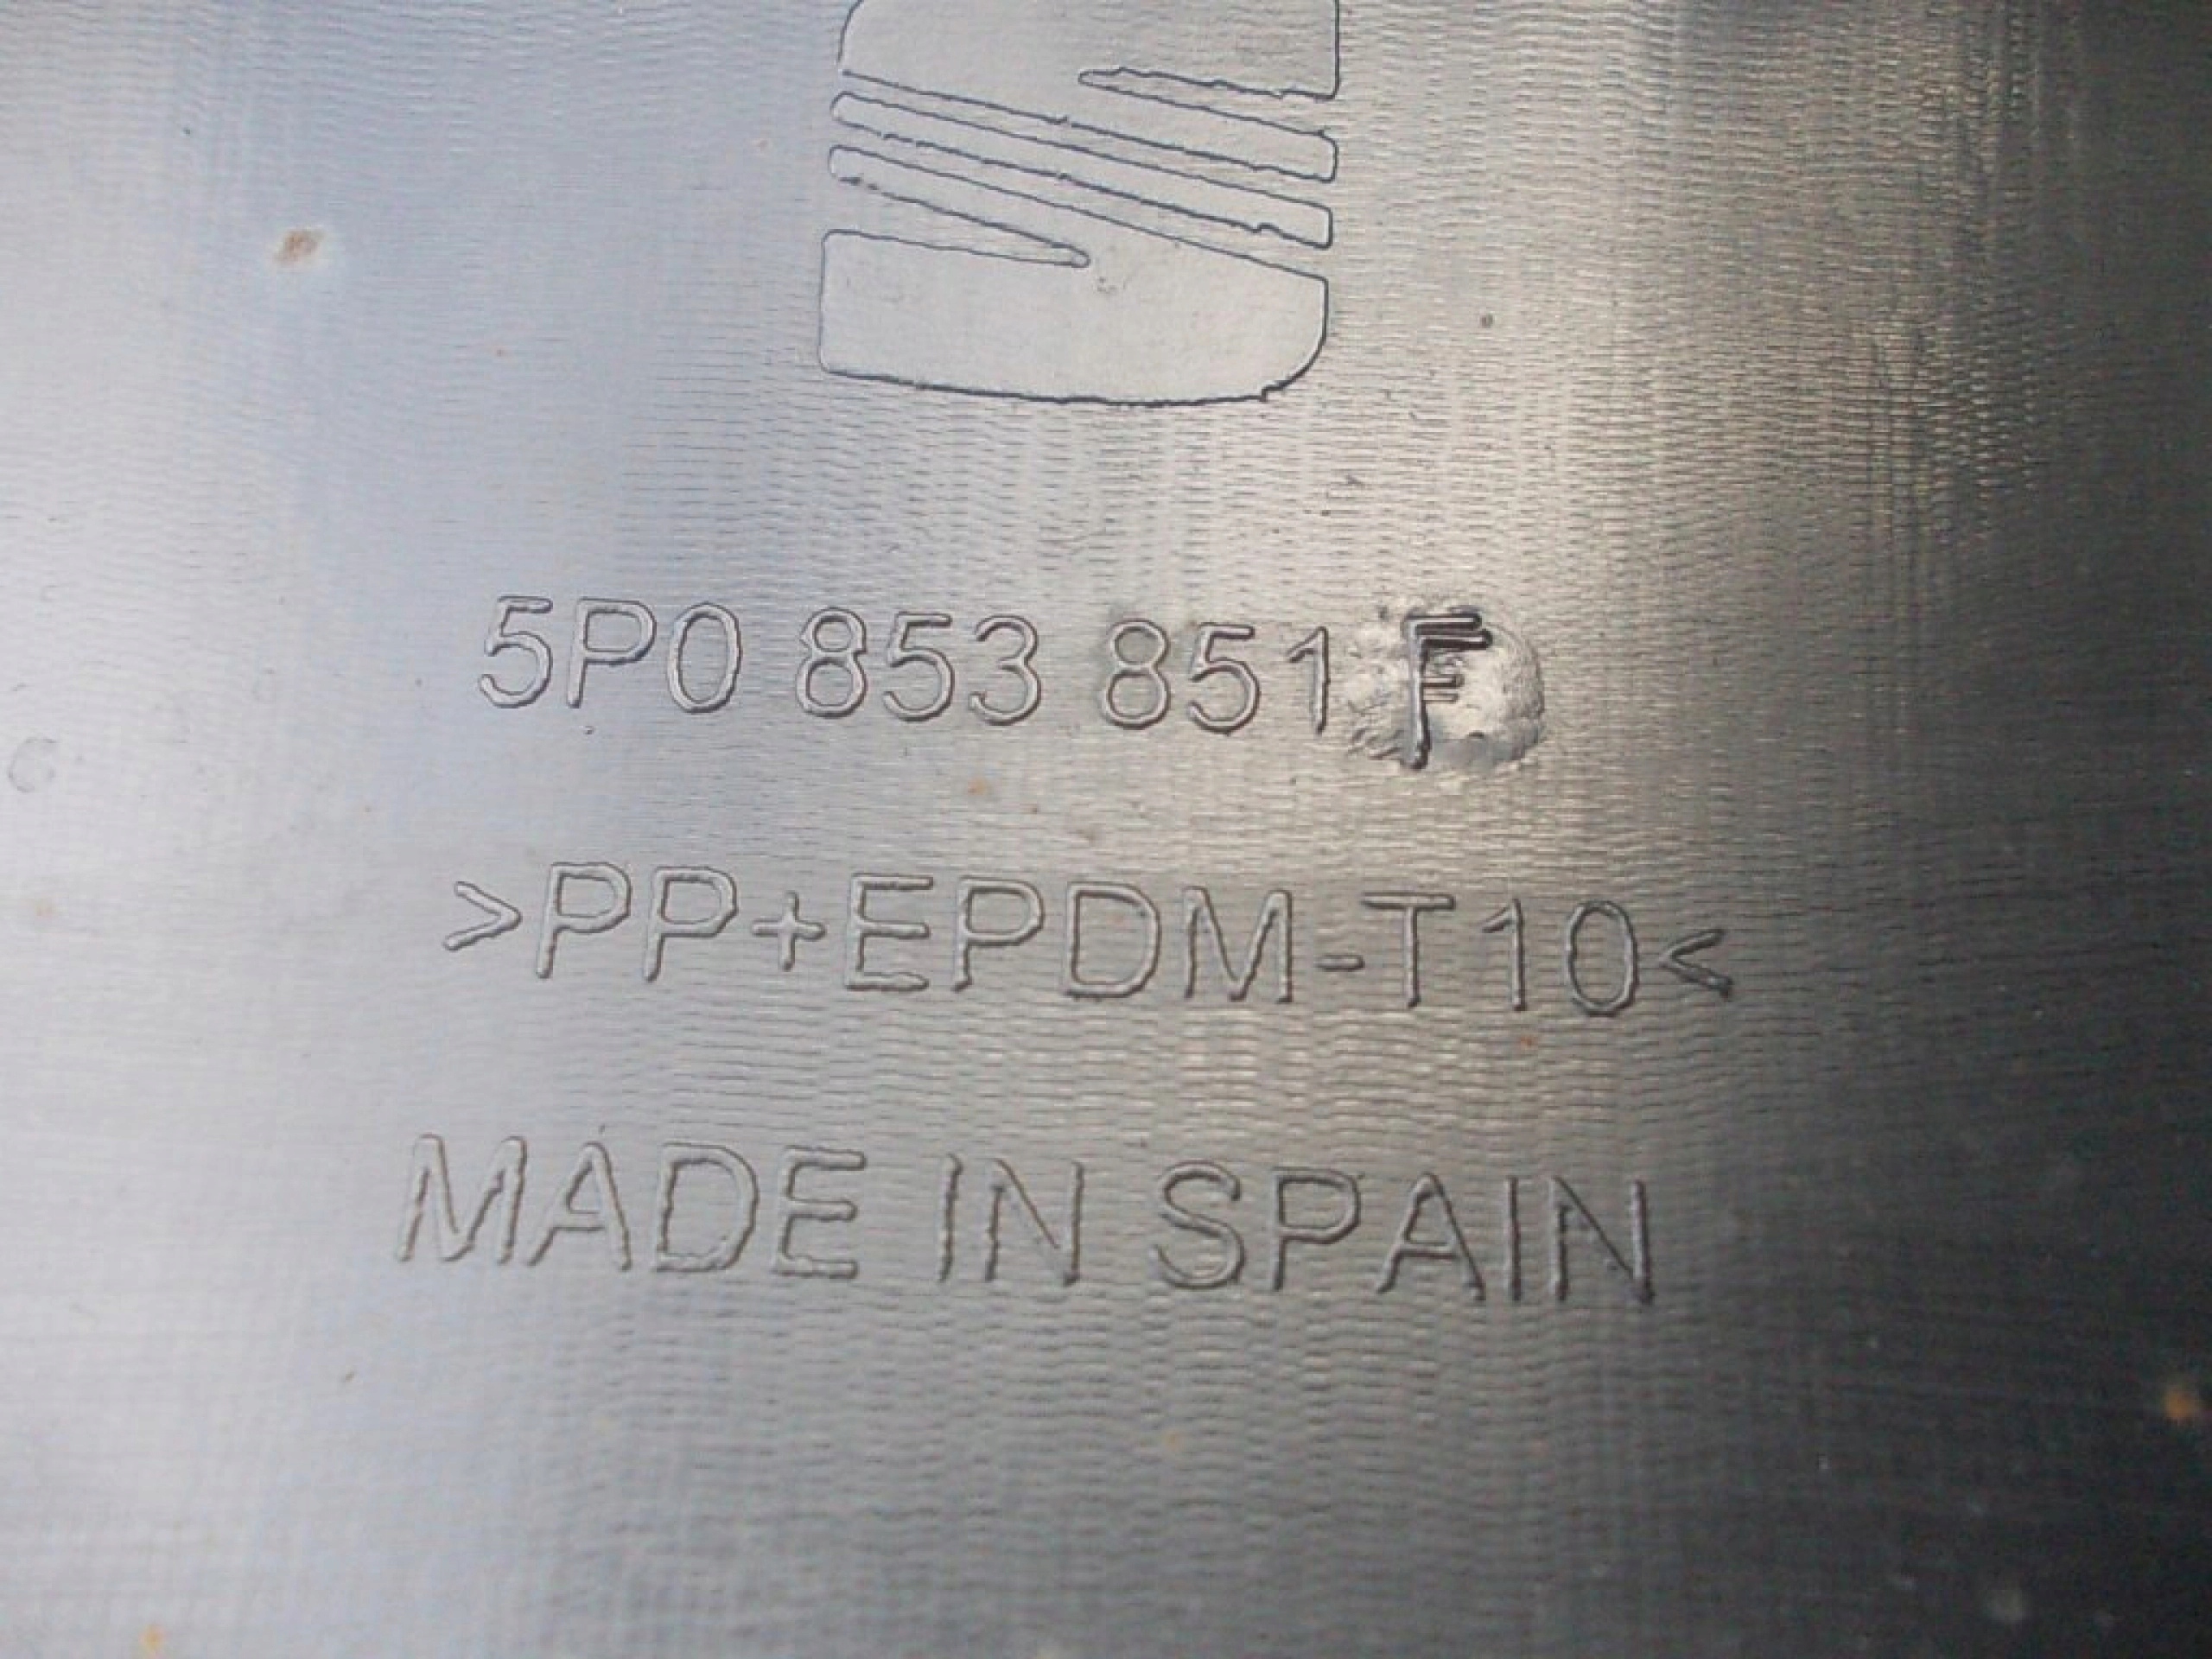 5P0 853 851 F
>PP+EPDM-T10<
MADE IN SPAIN